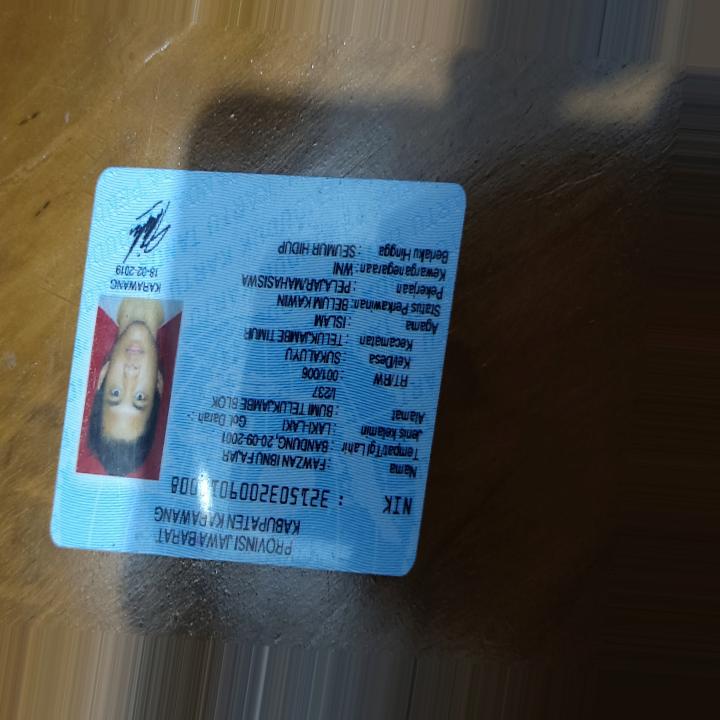 PROVINSI JAWA BARAT
KABUPATEN KARAWANG
NIK :
Nama : FAWZAN IBNU FAJAR
Tempat/Tgl Lahir : BANDUNG, 20-09-2001
Jenis kelamin : LAKI-LAKI Gol. Darah : -
Alamat : BUMI TELUKJAMBE BLOK
I/237
RT/RW : 001/006
Kel/Desa : SUKALUYU
Kecamatan : TELUKJAMBE TIMUR
Agama : ISLAM
Status Perkawinan: BELUM KAWIN
Pekerjaan : PELAJAR/MAHASISWA
Kewarganegaraan : WNI
Berlaku Hingga : SEUMUR HIDUP
KARAWANG
18-02-2019